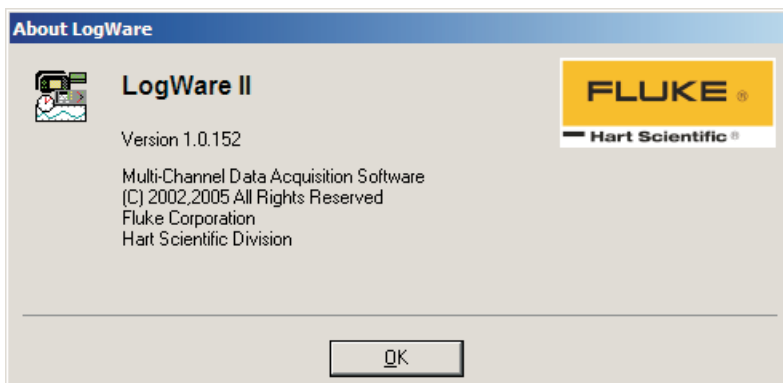 About LogWare
LogWare II
FLUKE ®
Hart Scientific ®
Version 1.0.152
Multi-Channel Data Acquisition Software
(C) 2002,2005 All Rights Reserved
Fluke Corporation
Hart Scientific Division
OK